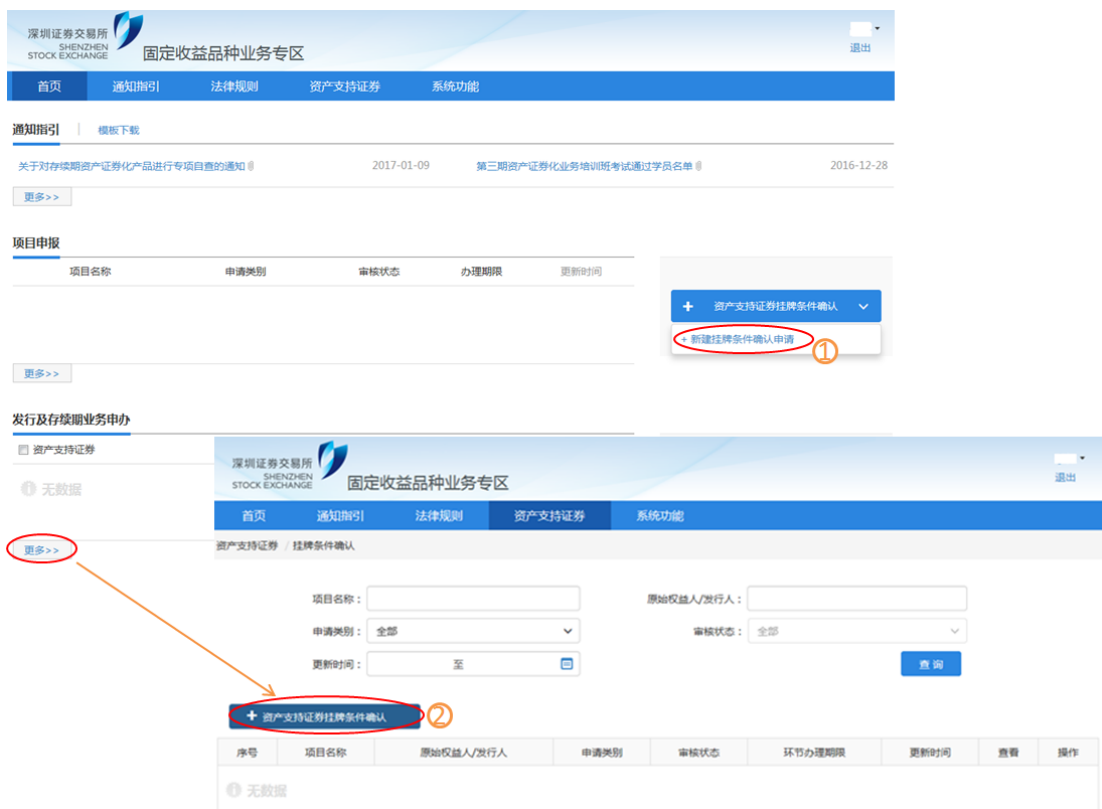 深圳证券交易所
SHENZHEN
STOCK EXCHANGE
固定收益品种业务专区
退出
首页 通知指引 法律规则 资产支持证券 系统功能
通知指引 | 模板下载
关于对存续期资产证券化产品进行专项自查的通知 2017-01-09 第三期资产证券化业务培训班考试通过学员名单 2016-12-28
更多>>
项目申报
项目名称 申请类别 审核状态 办理期限 更新时间
+ 资产支持证券挂牌条件确认
+ 新建挂牌条件确认申请
①
更多>>
发行及存续期业务申办
资产支持证券
无数据
更多>>
深圳证券交易所
SHENZHEN
STOCK EXCHANGE
固定收益品种业务专区
退出
首页 通知指引 法律规则 资产支持证券 系统功能
资产支持证券 / 挂牌条件确认
项目名称: 原始权益人/发行人:
申请类别: 全部 审核状态: 全部
更新时间: 至
查询
+ 资产支持证券挂牌条件确认
②
序号 项目名称 原始权益人/发行人 申请类别 审核状态 环节办理期限 更新时间 查看 操作
无数据